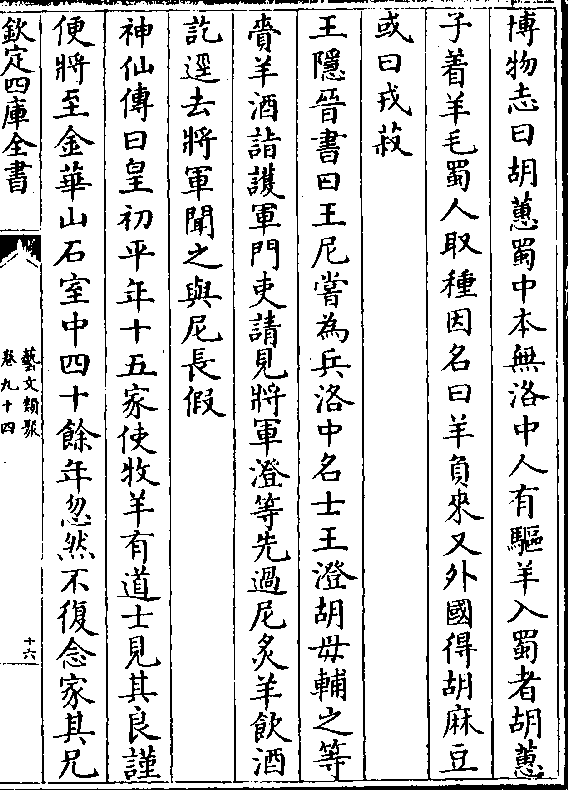 博物志曰胡蔥蜀中本無洛中人有驅羊入蜀者胡蔥
子着羊毛蜀人取種因名曰羊負來又外國得胡麻豆
或曰戎菽
王隱晉書曰王尼嘗為兵洛中名士王澄胡毋輔之等
賫羊酒詣護軍門吏請見將軍澄等先過尼炙羊飲酒
訖逕去將軍聞之與尼長假
神仙傳曰皇初平年十五家使牧羊有道士見其良謹
便將至金華山石室中四十餘年忽然不復念家其兄
欽定四庫全書
藝文類聚
卷九十四
十六